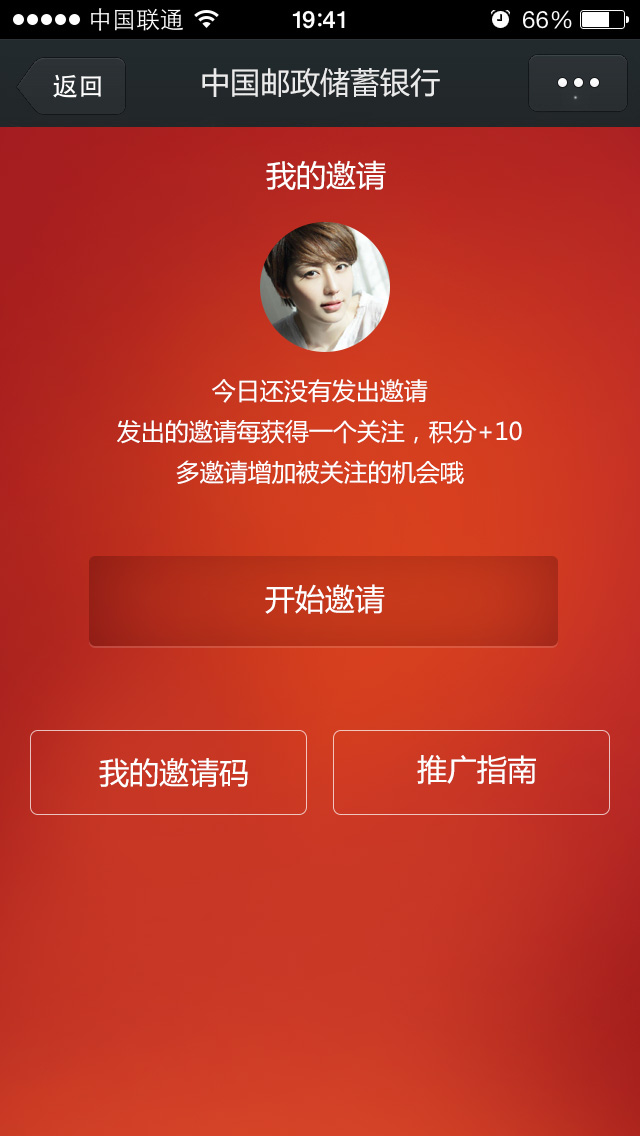 中国联通 19:41 66%
返回 中国邮政储蓄银行
我的邀请
今日还没有发出邀请
发出的邀请每获得一个关注，积分+10
多邀请增加被关注的机会哦
开始邀请
我的邀请码 推广指南